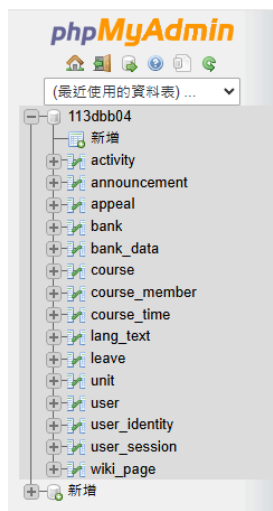 phpMyAdmin
(最近使用的資料表) ...
113dbb04
新增
activity
announcement
appeal
bank
bank_data
course
course_member
course_time
lang_text
leave
unit
user
user_identity
user_session
wiki_page
新增